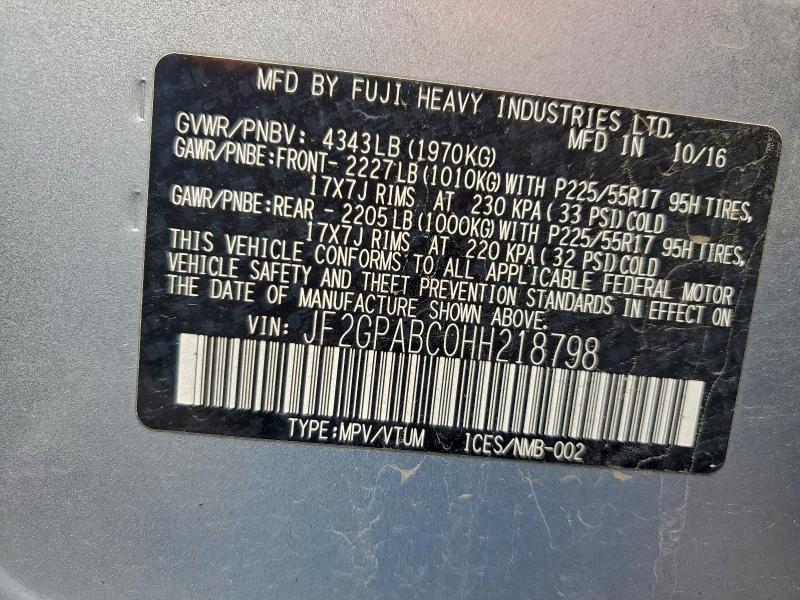 MFD BY FUJI HEAVY INDUSTRIES LTD.
MFD IN 10/16
GVWR/PNBV: 4343LB(1970KG)
GAWR/PNBE:FRONT-2227LB(1010KG)WITH P225/55R17 95H TIRES,
17X7J RIMS AT 230 KPA(33 PSI)COLD
GAWR/PNBE:REAR -2205LB(1000KG)WITH P225/55R17 95H TIRES,
17X7J RIMS AT 220 KPA(32 PSI)COLD
THIS VEHICLE CONFORMS TO ALL APPLICABLE FEDERAL MOTOR
VEHICLE SAFETY AND THEFT PREVENTION STANDARDS IN EFFECT ON
THE DATE OF MANUFACTURE SHOWN ABOVE.
VIN: JF2GPABC0HH218798
TYPE:MPV/VTUM ICES/NMB-002